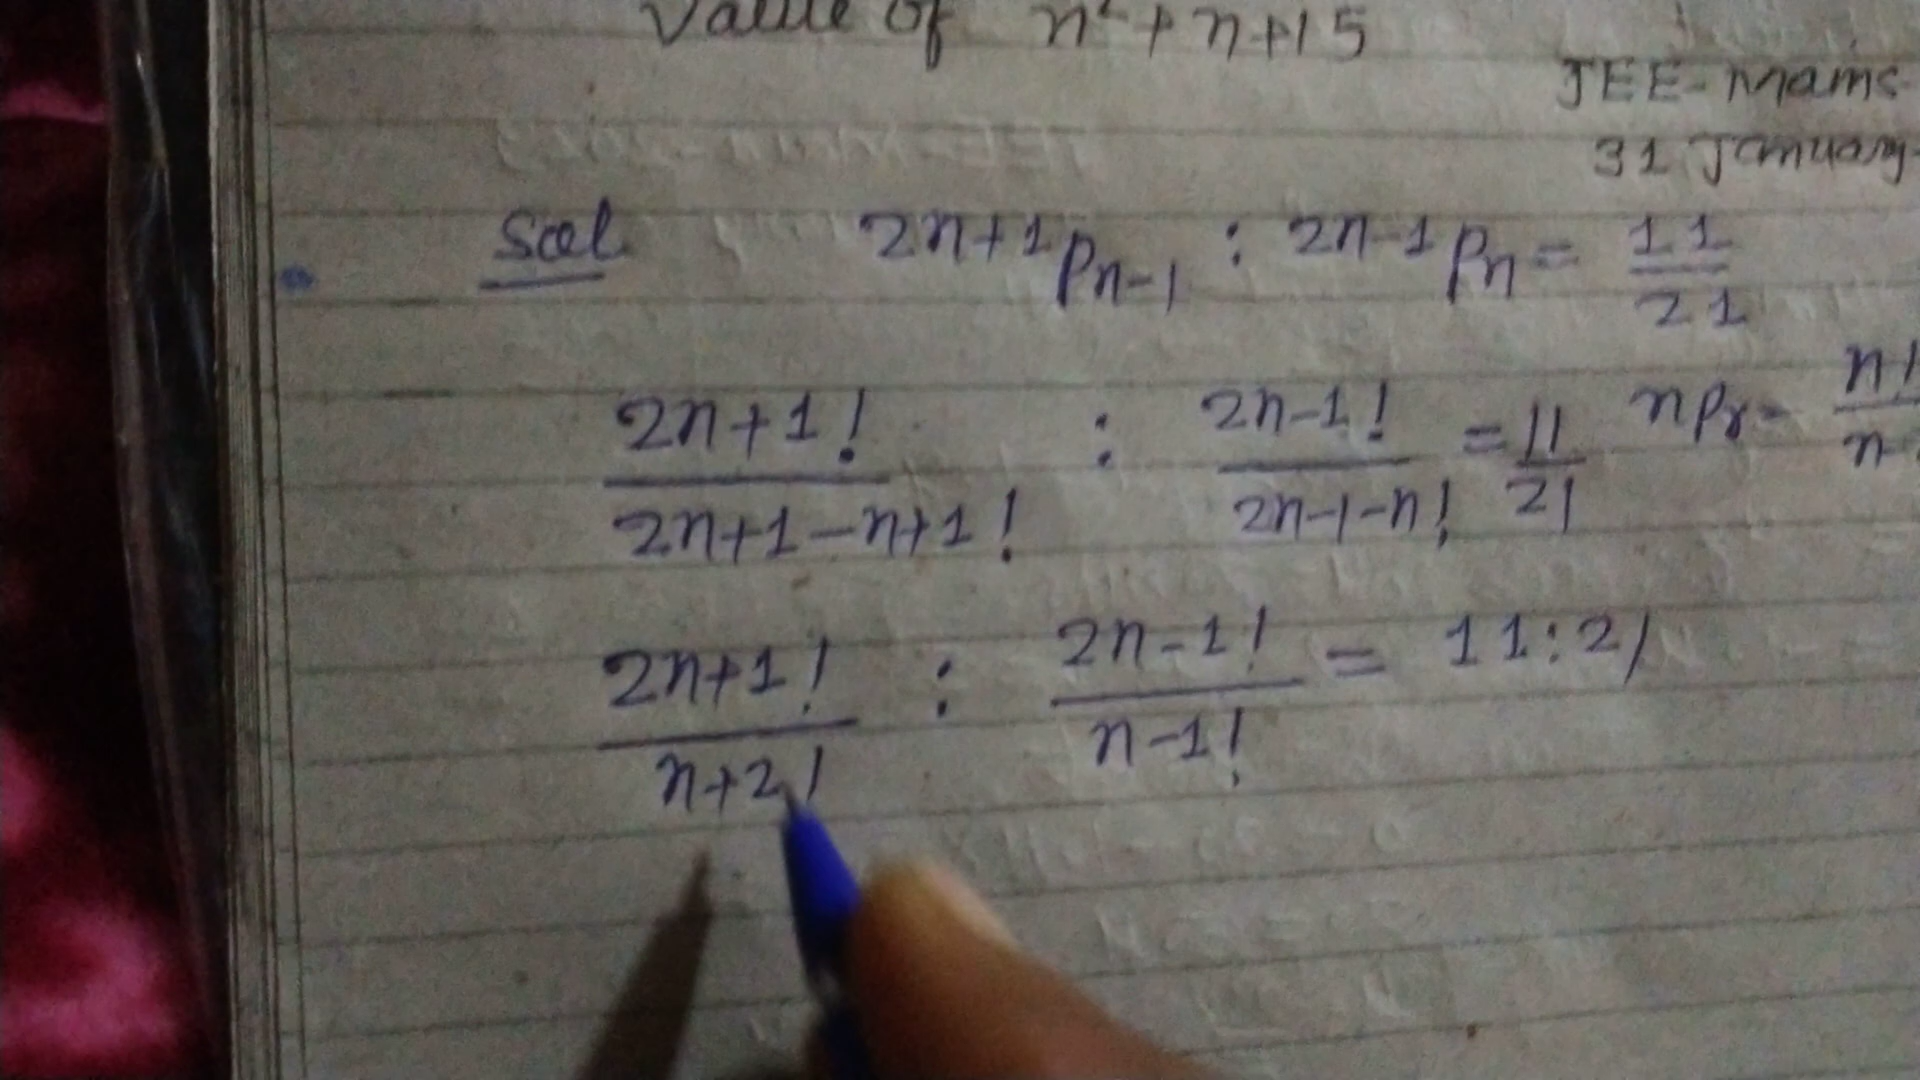 Value of n²+n+15
JEE-Mains
31 January-
Sol 2n+1Pn-1 : 2n-1Pn = 11/21
2n+1!/2n+1-n+1! : 2n-1!/2n-1-n! = 11/21 nPr = n!/n-
2n+1!/n+2! : 2n-1!/n-1! = 11:21